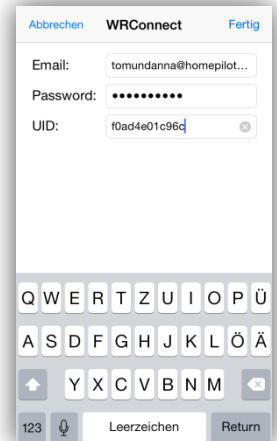 Abbrechen WRConnect Fertig
Email: tomundanna@homepilot...
Password: ••••••••••
UID: f0ad4e01c96c
Q W E R T Z U I O P Ü
A S D F G H J K L Ö Ä
Y X C V B N M
123 Leerzeichen Return